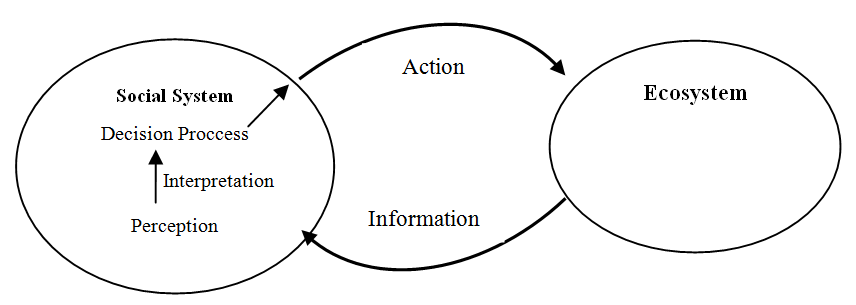 Social System
Decision Proccess
Interpretation
Perception
Action
Information
Ecosystem